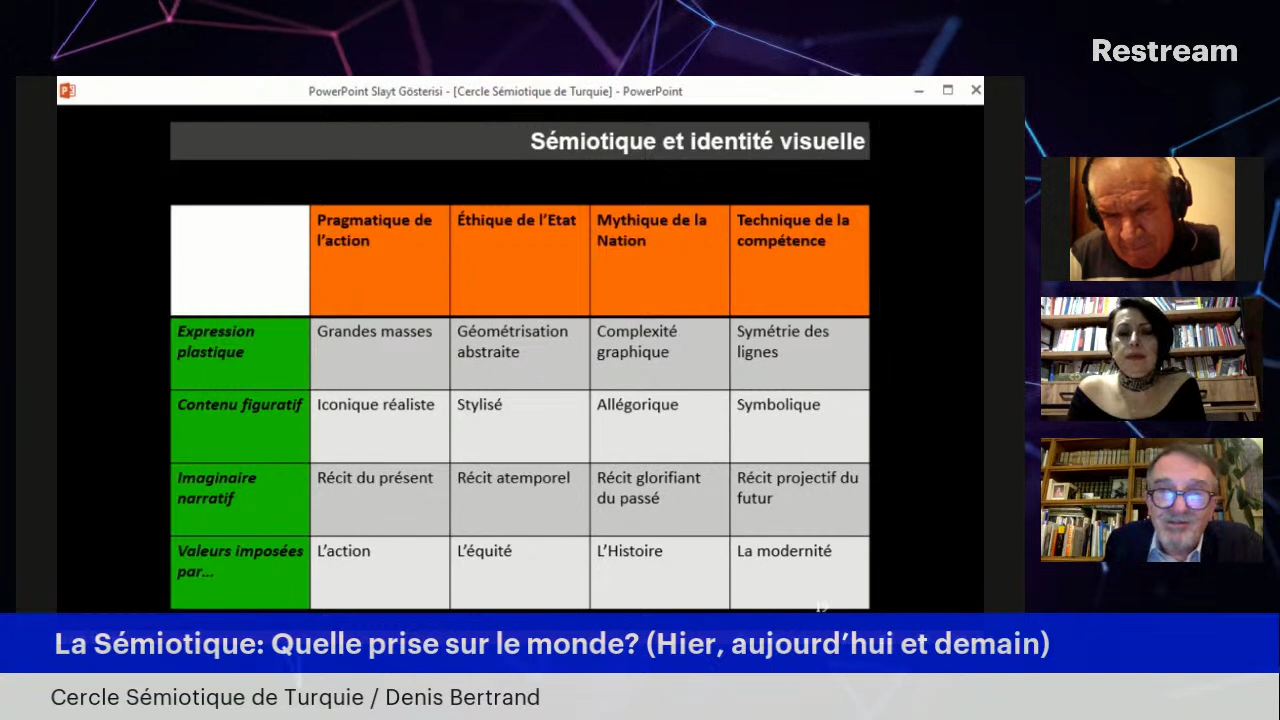 Restream
PowerPoint Slayt Gösterisi - [Cercle Sémiotique de Turquie] - PowerPoint
Sémiotique et identité visuelle
Pragmatique de l’action
Éthique de l’Etat
Mythique de la Nation
Technique de la compétence
Expression plastique
Grandes masses
Géométrisation abstraite
Complexité graphique
Symétrie des lignes
Contenu figuratif
Iconique réaliste
Stylisé
Allégorique
Symbolique
Imaginaire narratif
Récit du présent
Récit atemporel
Récit glorifiant du passé
Récit projectif du futur
Valeurs imposées par...
L’action
L’équité
L’Histoire
La modernité
La Sémiotique: Quelle prise sur le monde? (Hier, aujourd’hui et demain)
Cercle Sémiotique de Turquie / Denis Bertrand